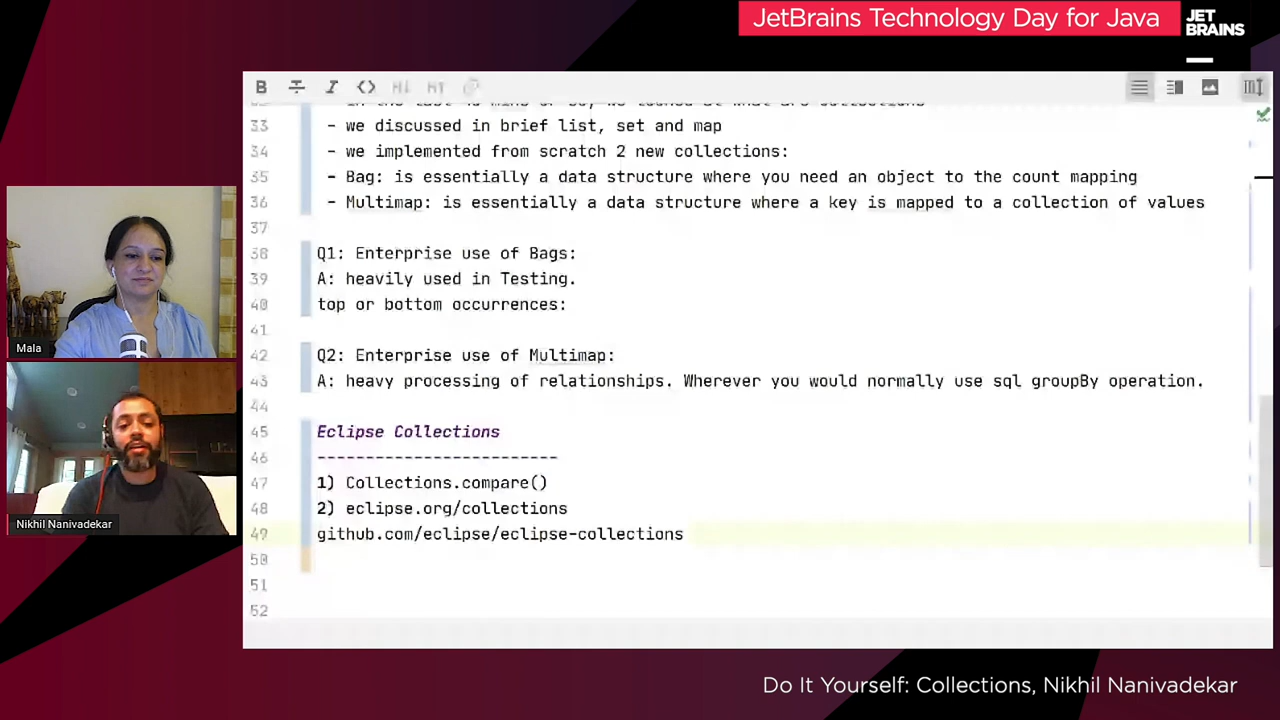 JetBrains Technology Day for Java
JET
BRAINS
33 - we discussed in brief list, set and map
34 - we implemented from scratch 2 new collections:
35 - Bag: is essentially a data structure where you need an object to the count mapping
36 - Multimap: is essentially a data structure where a key is mapped to a collection of values
37
38 Q1: Enterprise use of Bags:
39 A: heavily used in Testing.
40 top or bottom occurrences:
41
42 Q2: Enterprise use of Multimap:
43 A: heavy processing of relationships. Wherever you would normally use sql groupBy operation.
44
45 Eclipse Collections
46 -------------------------
47 1) Collections.compare()
48 2) eclipse.org/collections
49 github.com/eclipse/eclipse-collections
50
51
52
Mala
Nikhil Nanivadekar
Do It Yourself: Collections, Nikhil Nanivadekar